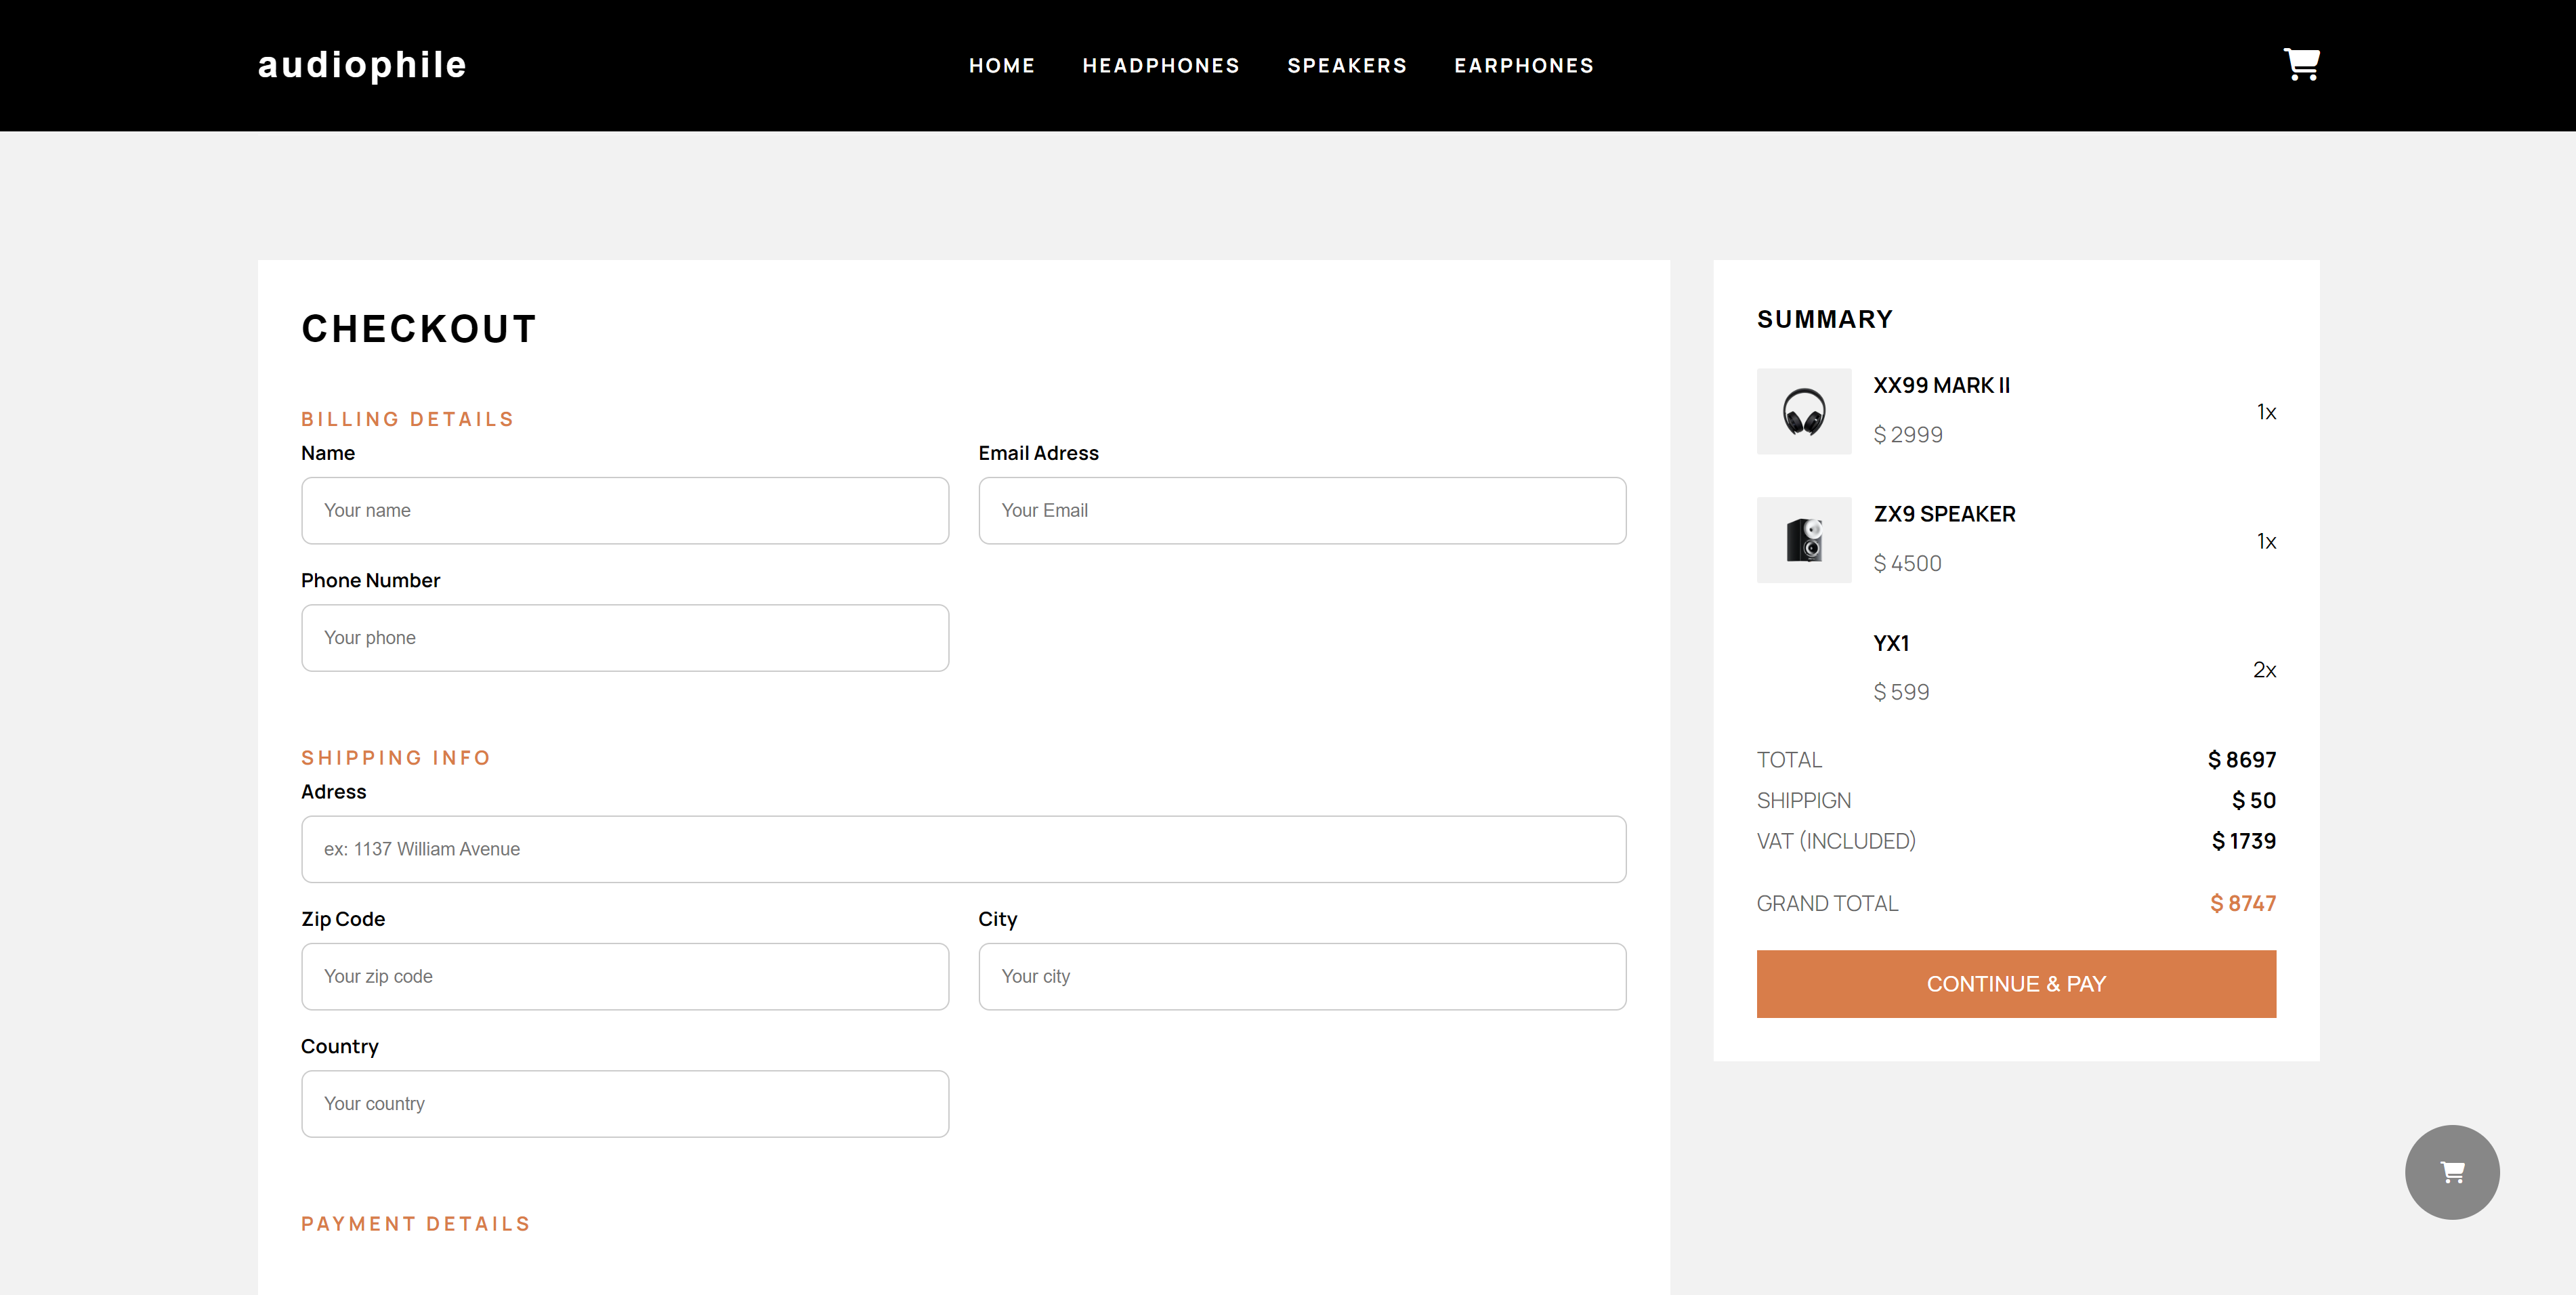 audiophile
HOME HEADPHONES SPEAKERS EARPHONES
CHECKOUT
BILLING DETAILS
Name
Your name
Email Adress
Your Email
Phone Number
Your phone
SHIPPING INFO
Adress
ex: 1137 William Avenue
Zip Code
Your zip code
City
Your city
Country
Your country
PAYMENT DETAILS
SUMMARY
XX99 MARK II
$ 2999
1x
ZX9 SPEAKER
$ 4500
1x
YX1
$ 599
2x
TOTAL $ 8697
SHIPPIGN $ 50
VAT (INCLUDED) $ 1739
GRAND TOTAL $ 8747
CONTINUE & PAY